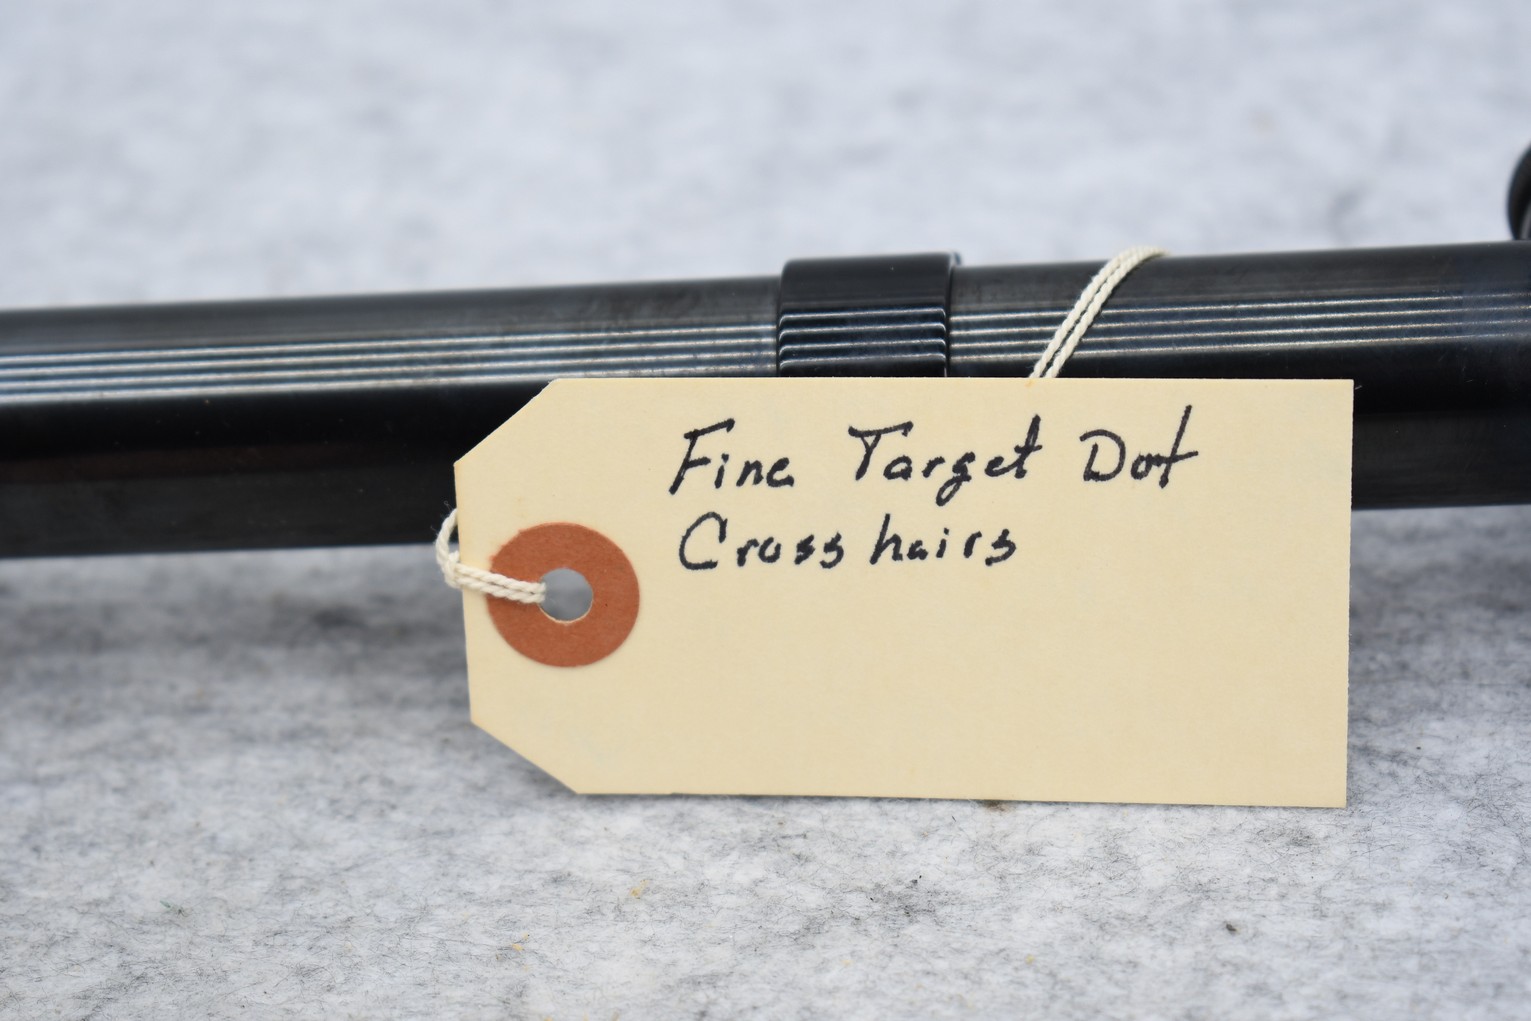 Fine Target Dot
Cross hairs